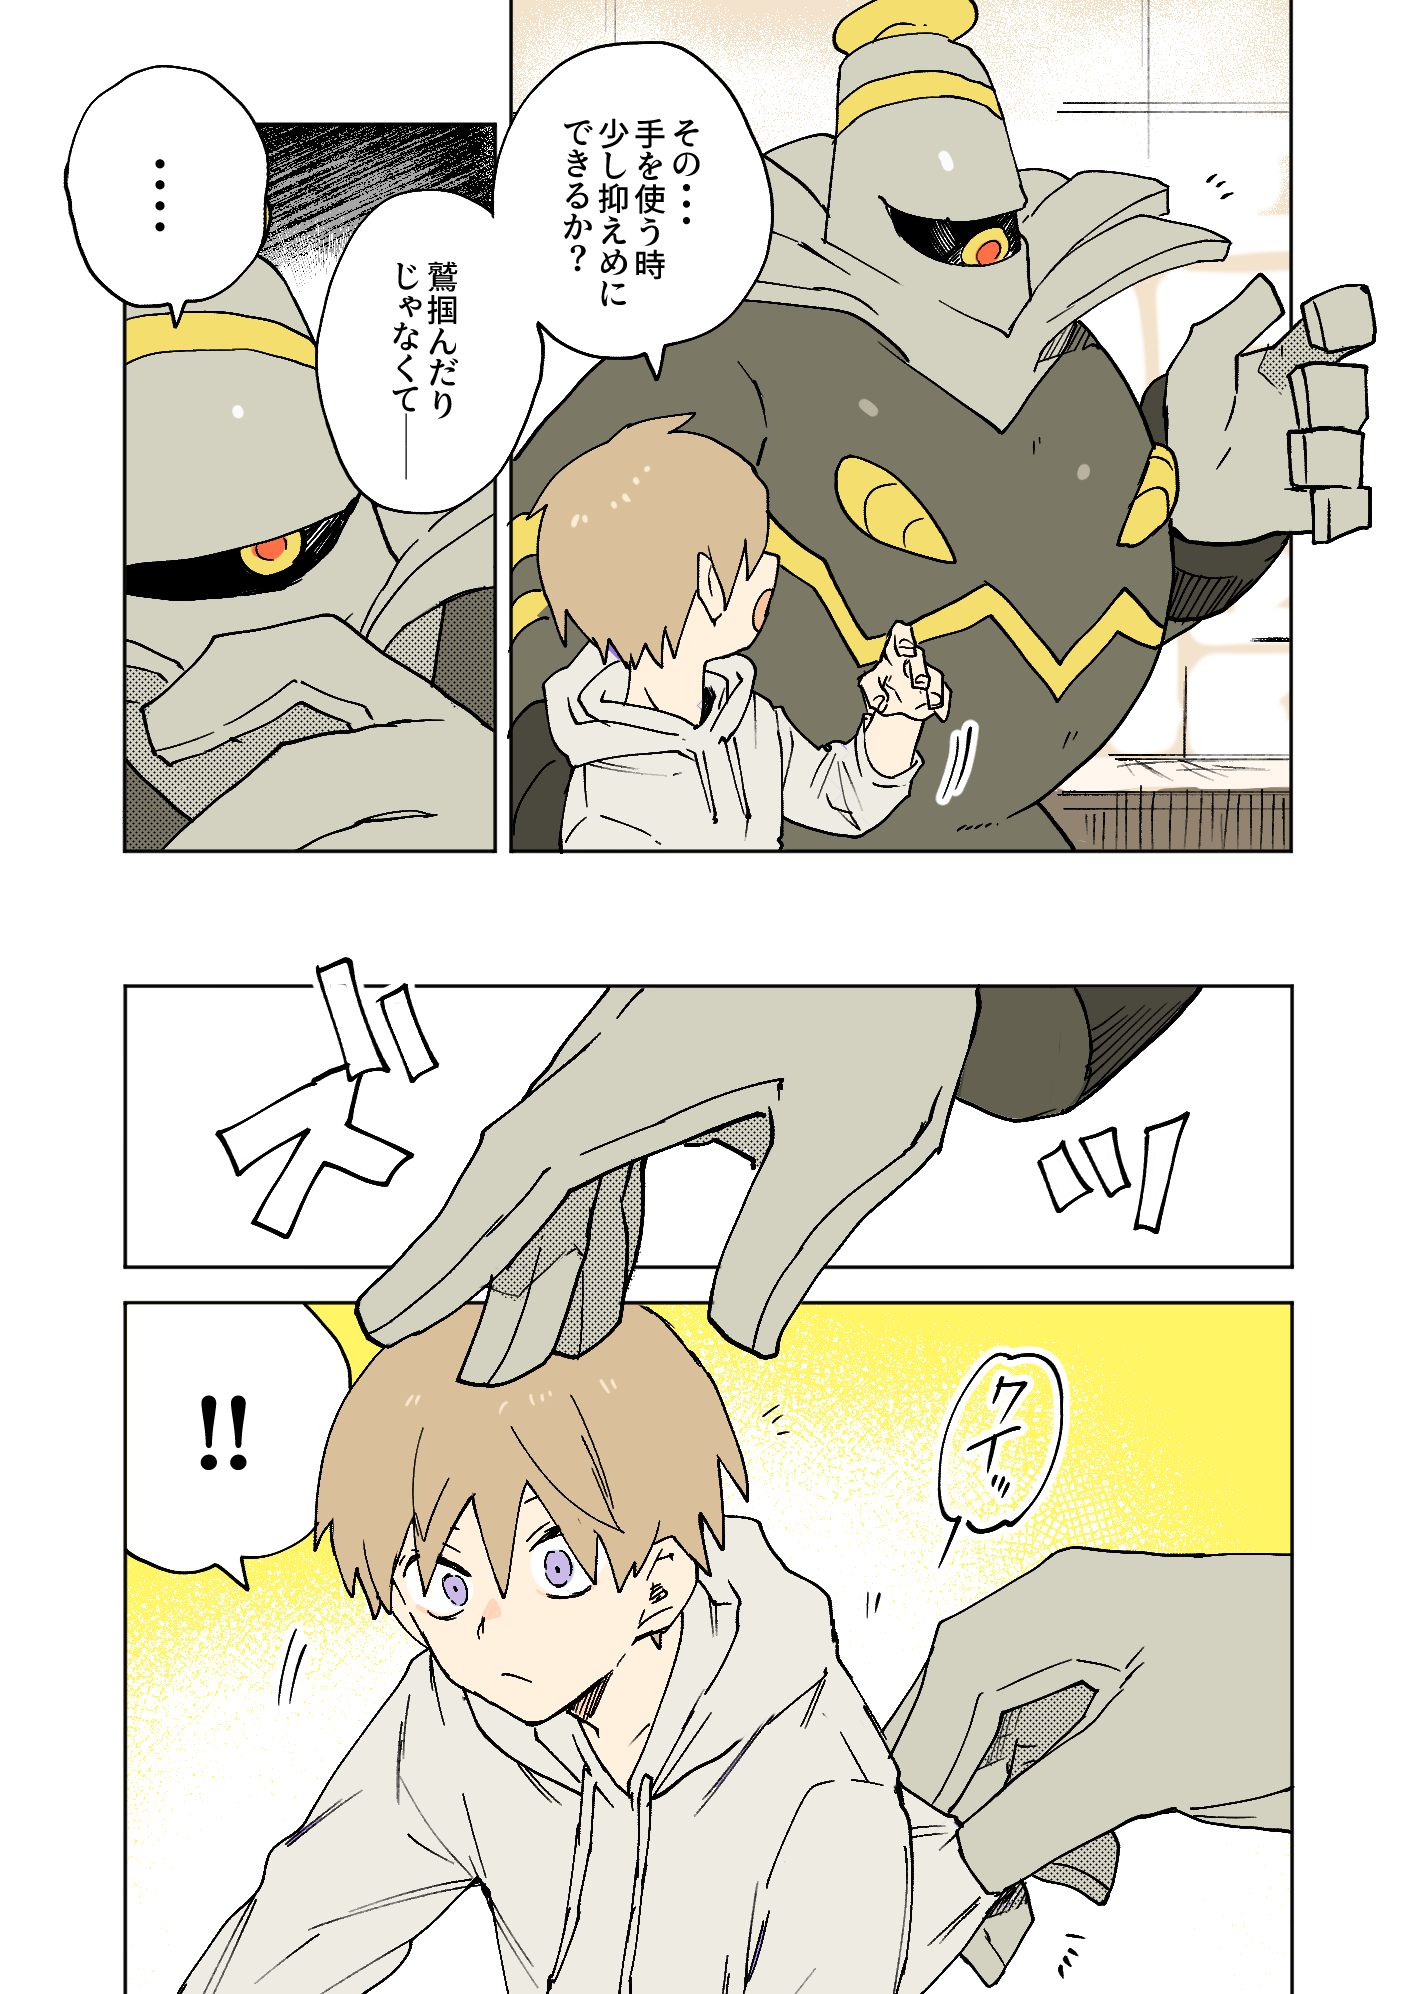 その・・・
手を使う時
少し抑えめに
できるか？
鷲掴んだり
じゃなくて——
・・・・
ズッ
!!
クイッ